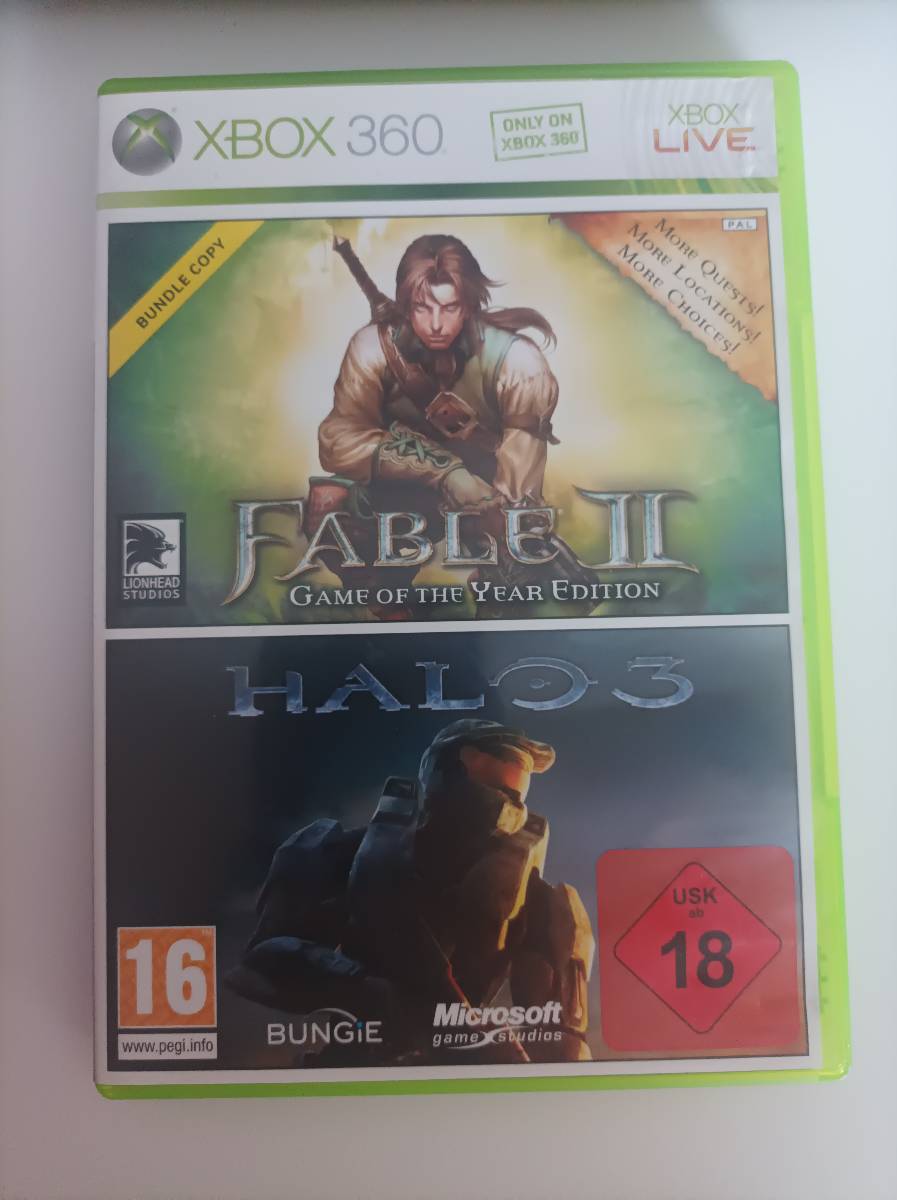 XBOX 360
ONLY ON
XBOX 360
XBOX
LIVE
BUNDLE COPY
PAL
MORE QUESTS!
MORE LOCATIONS!
MORE CHOICES!
FABLE II
GAME OF THE YEAR EDITION
LIONHEAD
STUDIOS
HALO 3
16
www.pegi.info
BUNGiE
Microsoft
game studios
USK
ab
18